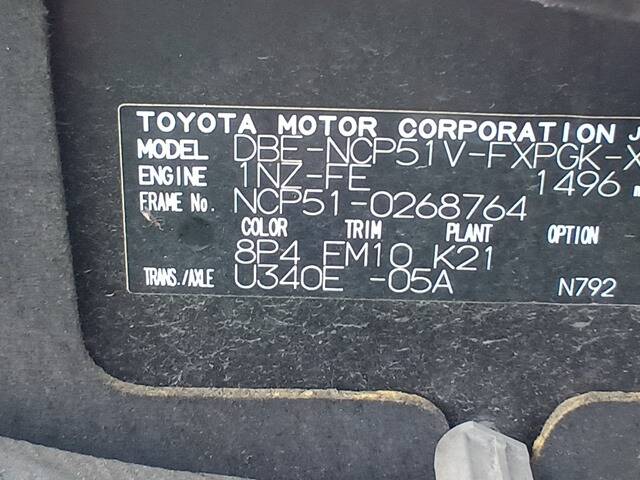 TOYOTA MOTOR CORPORATION J
MODEL DBE-NCP51V-FXPGK-X
ENGINE 1NZ-FE 1496
FRAME No. NCP51-0268764
COLOR TRIM PLANT OPTION
8P4 FM10 K21
TRANS./AXLE U340E -05A N792